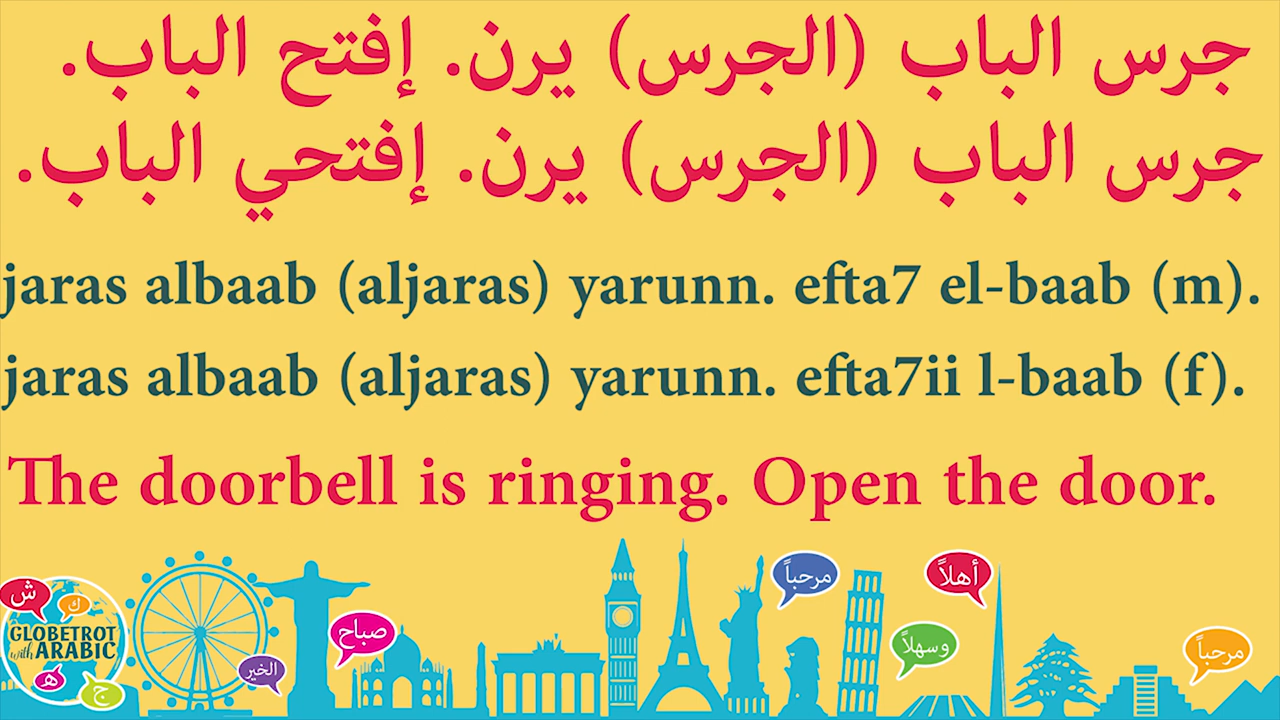 جرس الباب (الجرس) يرن. إفتح الباب.
جرس الباب (الجرس) يرن. إفتحي الباب.
jaras albaab (aljaras) yarunn. efta7 el-baab (m).
jaras albaab (aljaras) yarunn. efta7ii l-baab (f).
The doorbell is ringing. Open the door.
مرحباً
أهلاً
ش
ك
GLOBETROT
with ARABIC
ه
ج
صباح
الخير
وسهلاً
مرحباً